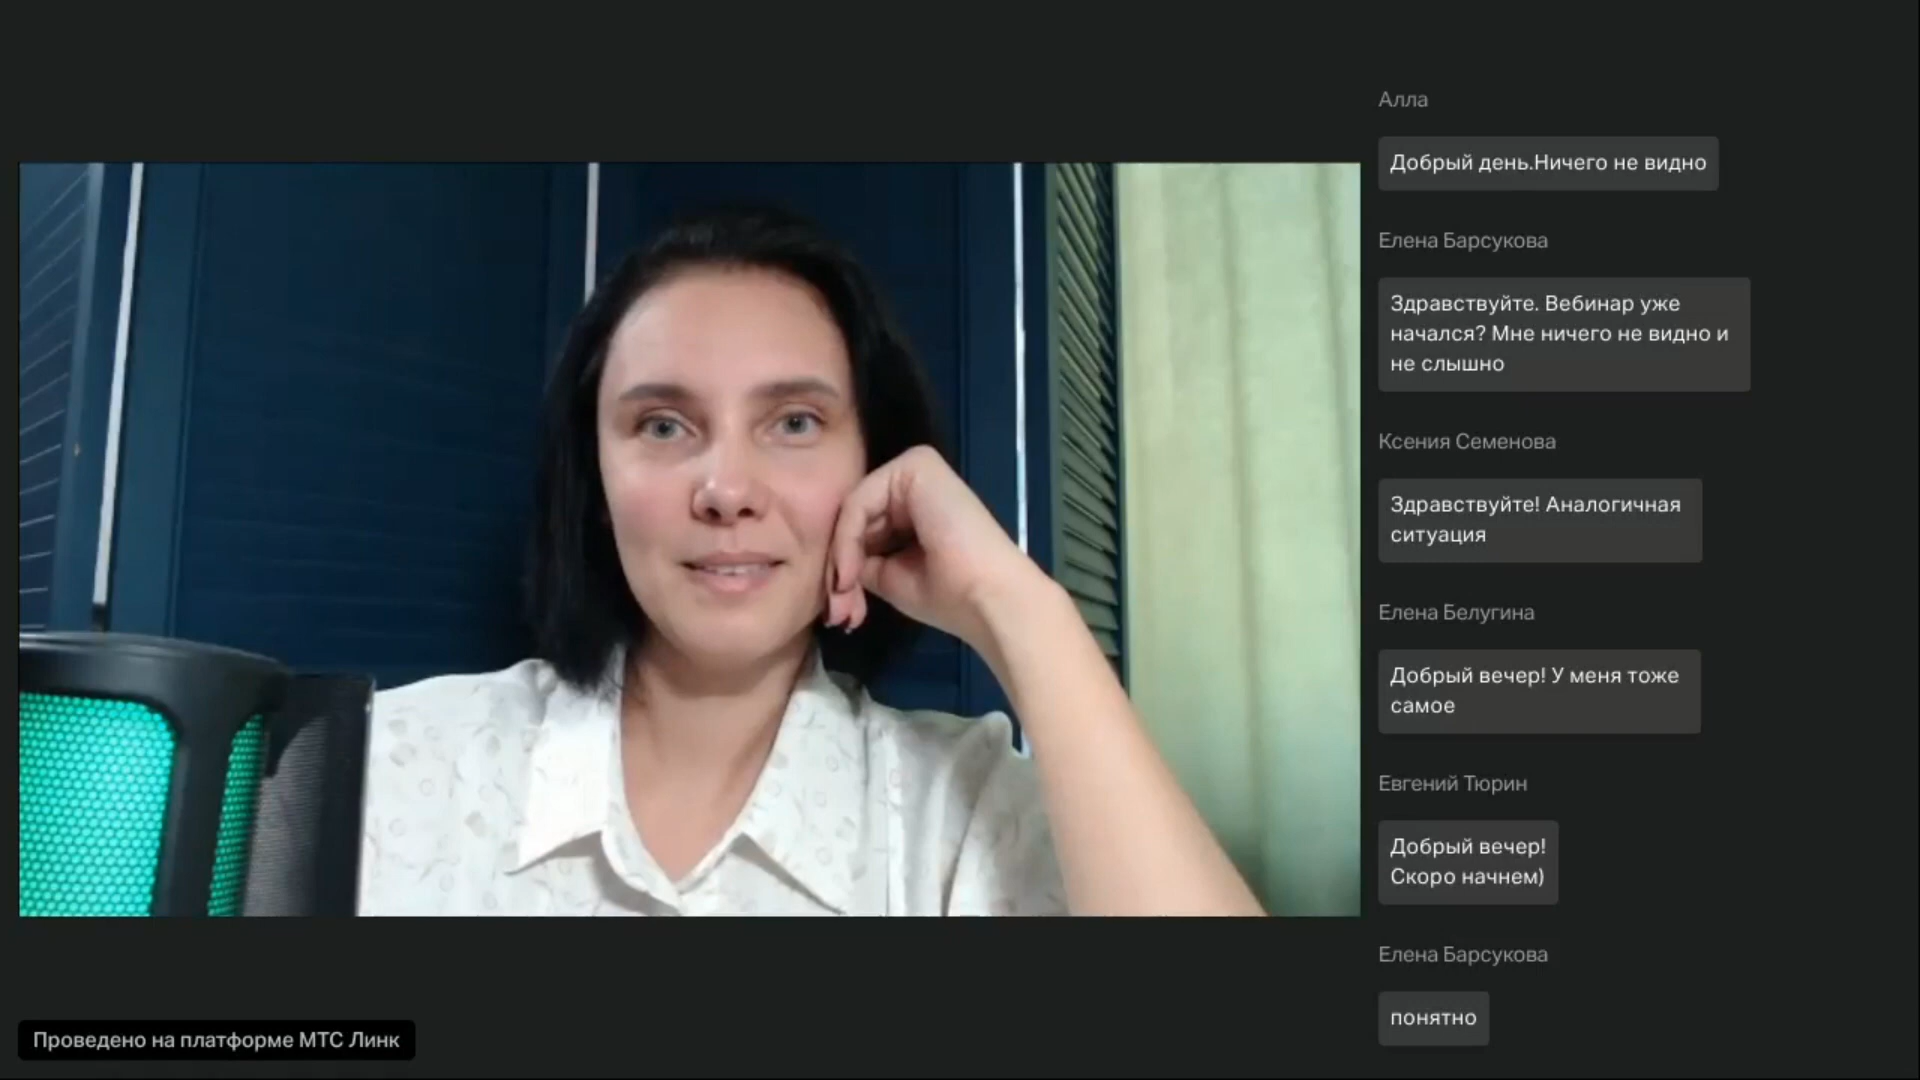 Алла
Добрый день.Ничего не видно
Елена Барсукова
Здравствуйте. Вебинар уже
начался? Мне ничего не видно и
не слышно
Ксения Семенова
Здравствуйте! Аналогичная
ситуация
Елена Белугина
Добрый вечер! У меня тоже
самое
Евгений Тюрин
Добрый вечер!
Скоро начнем)
Елена Барсукова
понятно
Проведено на платформе МТС Линк